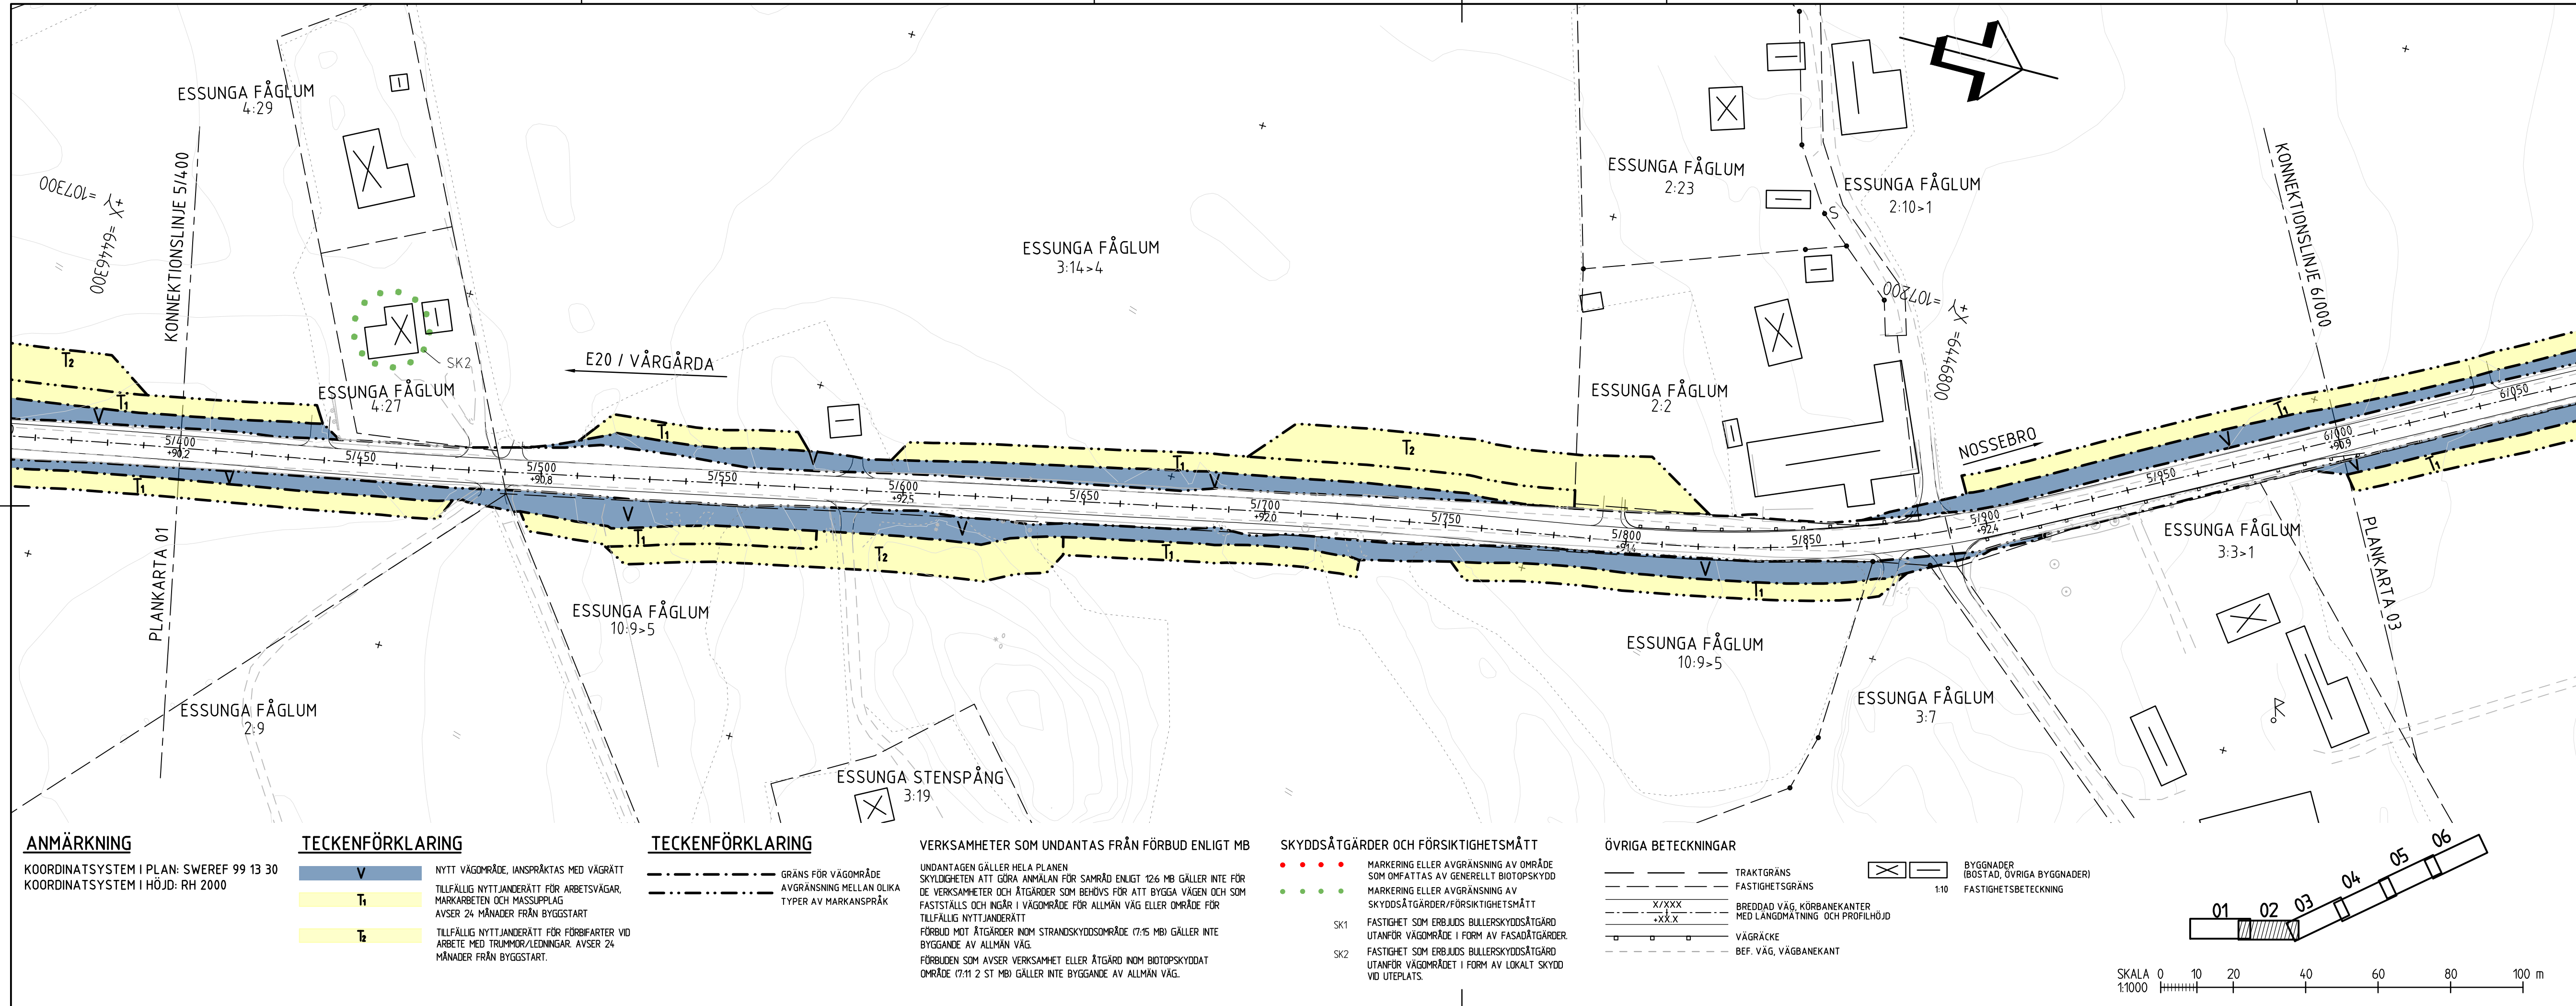 ESSUNGA FÅGLUM
4:29
KONNEKTIONSLINJE 5/400
Y =107300
X =6446300
ESSUNGA FÅGLUM
3:14>4
ESSUNGA FÅGLUM
2:23
ESSUNGA FÅGLUM
2:10>1
S
KONNEKTIONSLINJE 6/000
Y =107200
X =6446800
SK2
ESSUNGA FÅGLUM
4:27
E20 / VÅRGÅRDA
ESSUNGA FÅGLUM
2:2
NOSSEBRO
T2
T1
V
T1
V
T1
V
T1
V
T2
V
T1
5/400
+90.2
5/450
5/500
+90.8
5/550
5/600
+92.5
5/650
5/700
+92.0
5/750
5/800
+91.4
5/850
5/900
+92.4
5/950
6/000
+90.9
6/050
V
T1
V
T1
T2
V
T1
V
T1
V
T1
PLANKARTA 01
PLANKARTA 03
ESSUNGA FÅGLUM
3:3>1
ESSUNGA FÅGLUM
10:9>5
ESSUNGA FÅGLUM
10:9>5
ESSUNGA FÅGLUM
2:9
ESSUNGA FÅGLUM
3:7
ESSUNGA STENSPÅNG
3:19
ANMÄRKNING
KOORDINATSYSTEM I PLAN: SWEREF 99 13 30
KOORDINATSYSTEM I HÖJD: RH 2000
TECKENFÖRKLARING
V
NYTT VÄGOMRÅDE, IANSPRÅKTAS MED VÄGRÄTT
T1
TILLFÄLLIG NYTTJANDERÄTT FÖR ARBETSVÄGAR,
MARKARBETEN OCH MASSUPPLAG
AVSER 24 MÅNADER FRÅN BYGGSTART
T2
TILLFÄLLIG NYTTJANDERÄTT FÖR FÖRBIFARTER VID
ARBETE MED TRUMMOR/LEDNINGAR. AVSER 24
MÅNADER FRÅN BYGGSTART.
TECKENFÖRKLARING
GRÄNS FÖR VÄGOMRÅDE
AVGRÄNSNING MELLAN OLIKA
TYPER AV MARKANSPRÅK
VERKSAMHETER SOM UNDANTAS FRÅN FÖRBUD ENLIGT MB
UNDANTAGEN GÄLLER HELA PLANEN
SKYLDIGHETEN ATT GÖRA ANMÄLAN FÖR SAMRÅD ENLIGT 12:6 MB GÄLLER INTE FÖR
DE VERKSAMHETER OCH ÅTGÄRDER SOM BEHÖVS FÖR ATT BYGGA VÄGEN OCH SOM
FASTSTÄLLS OCH INGÅR I VÄGOMRÅDE FÖR ALLMÄN VÄG ELLER OMRÅDE FÖR
TILLFÄLLIG NYTTJANDERÄTT
FÖRBUD MOT ÅTGÄRDER INOM STRANDSKYDDSOMRÅDE (7:15 MB) GÄLLER INTE
BYGGANDE AV ALLMÄN VÄG.
FÖRBUDEN SOM AVSER VERKSAMHET ELLER ÅTGÄRD INOM BIOTOPSKYDDAT
OMRÅDE (7:11 2 ST MB) GÄLLER INTE BYGGANDE AV ALLMÄN VÄG..
SKYDDSÅTGÄRDER OCH FÖRSIKTIGHETSMÅTT
MARKERING ELLER AVGRÄNSNING AV OMRÅDE
SOM OMFATTAS AV GENERELLT BIOTOPSKYDD
MARKERING ELLER AVGRÄNSNING AV
SKYDDSÅTGÄRDER/FÖRSIKTIGHETSMÅTT
SK1
FASTIGHET SOM ERBJUDS BULLERSKYDDSÅTGÄRD
UTANFÖR VÄGOMRÅDE I FORM AV FASADÅTGÄRDER.
SK2
FASTIGHET SOM ERBJUDS BULLERSKYDDSÅTGÄRD
UTANFÖR VÄGOMRÅDET I FORM AV LOKALT SKYDD
VID UTEPLATS.
ÖVRIGA BETECKNINGAR
TRAKTGRÄNS
FASTIGHETSGRÄNS
X/XXX
+XX.X
BREDDAD VÄG, KÖRBANEKANTER
MED LÄNGDMÄTNING OCH PROFILHÖJD
VÄGRÄCKE
BEF. VÄG, VÄGBANEKANT
BYGGNADER
(BOSTAD, ÖVRIGA BYGGNADER)
1:10
FASTIGHETSBETECKNING
01
02
03
04
05
06
SKALA 0 10 20 40 60 80 100 m
1:1000